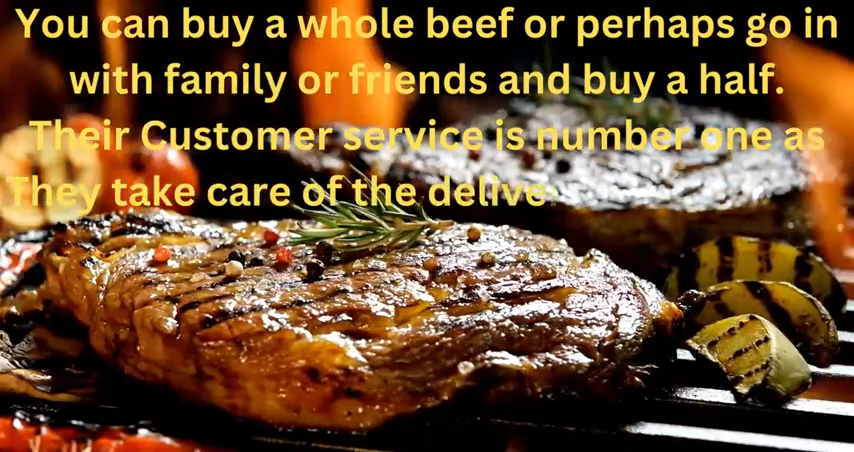 You can buy a whole beef or perhaps go in
with family or friends and buy a half.
Their Customer service is number one as
They take care of the delive